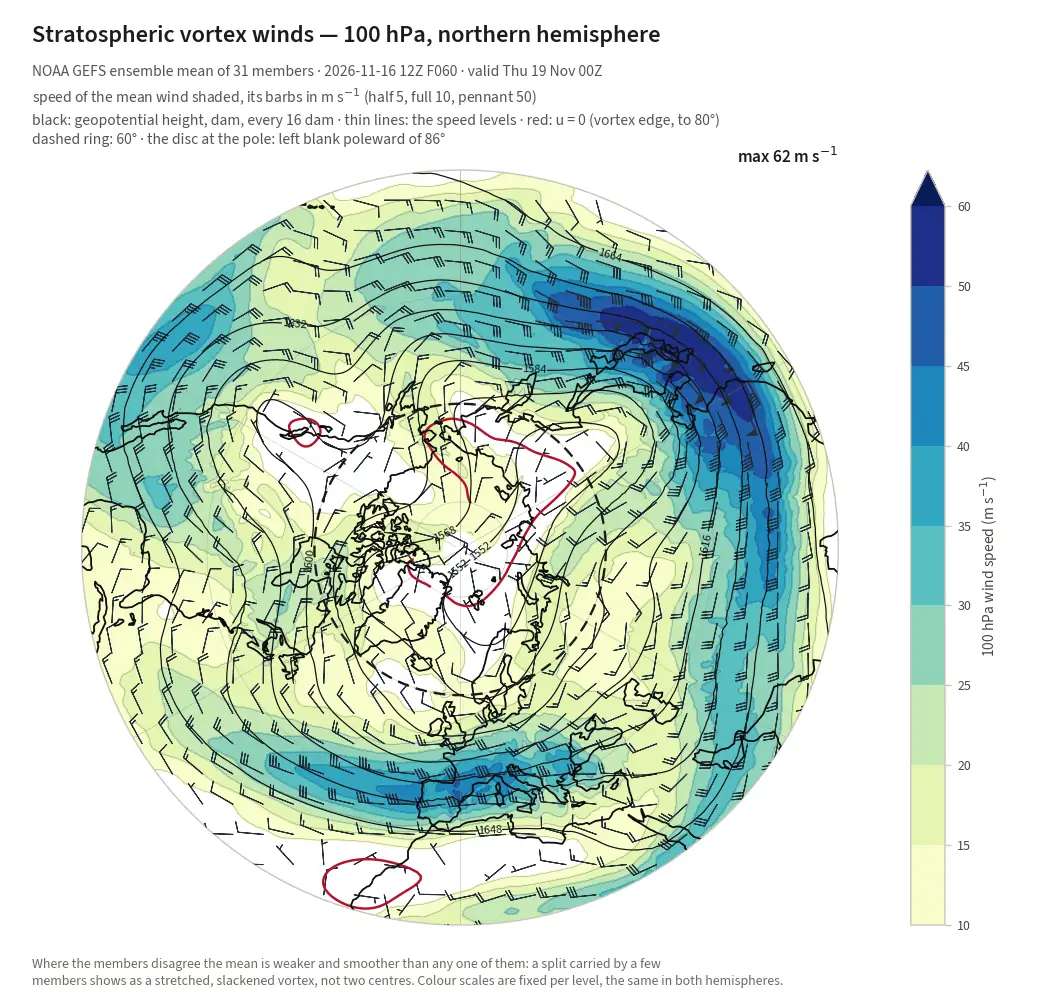 Stratospheric vortex winds — 100 hPa, northern hemisphere
NOAA GEFS ensemble mean of 31 members · 2026-11-16 12Z F060 · valid Thu 19 Nov 00Z
speed of the mean wind shaded, its barbs in m s⁻¹ (half 5, full 10, pennant 50)
black: geopotential height, dam, every 16 dam · thin lines: the speed levels · red: u = 0 (vortex edge, to 80°)
dashed ring: 60° · the disc at the pole: left blank poleward of 86°
max 62 m s⁻¹
1664
1632
1584
1568
1552
1552
1600
1616
1648
60
50
45
40
35
30
25
20
15
10
100 hPa wind speed (m s⁻¹)
Where the members disagree the mean is weaker and smoother than any one of them: a split carried by a few
members shows as a stretched, slackened vortex, not two centres. Colour scales are fixed per level, the same in both hemispheres.